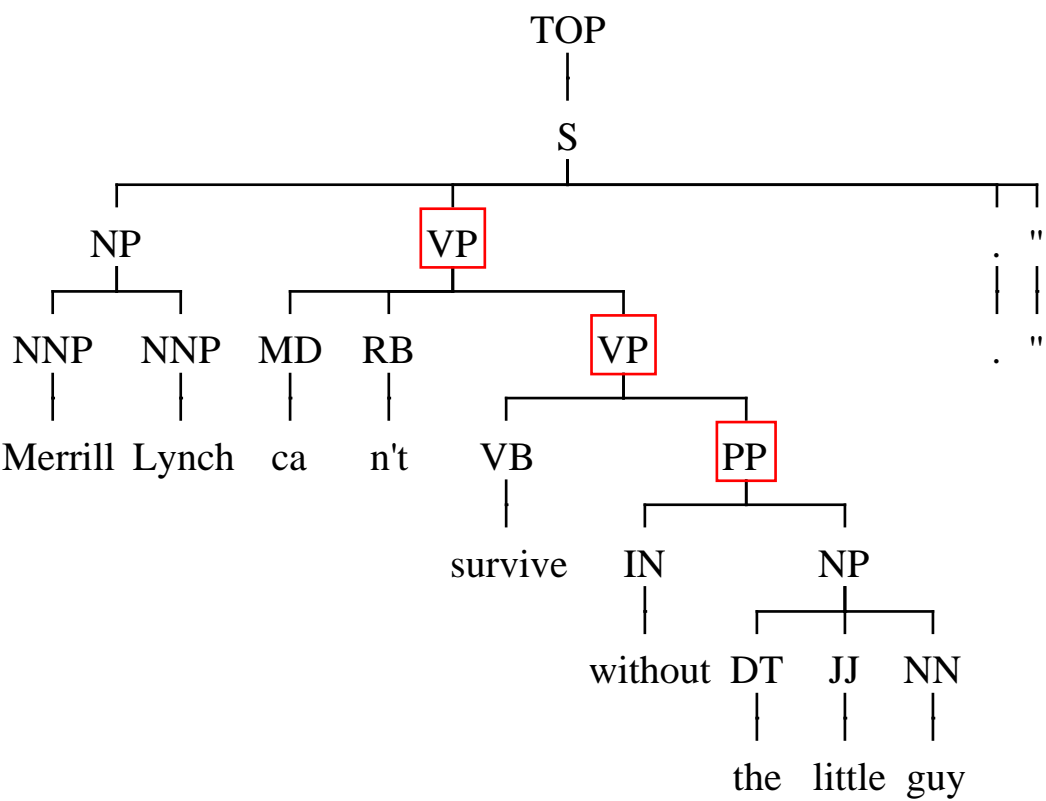 TOP
S
NP VP . "
NNP NNP MD RB VP . "
Merrill Lynch ca n't VB PP
survive IN NP
without DT JJ NN
the little guy